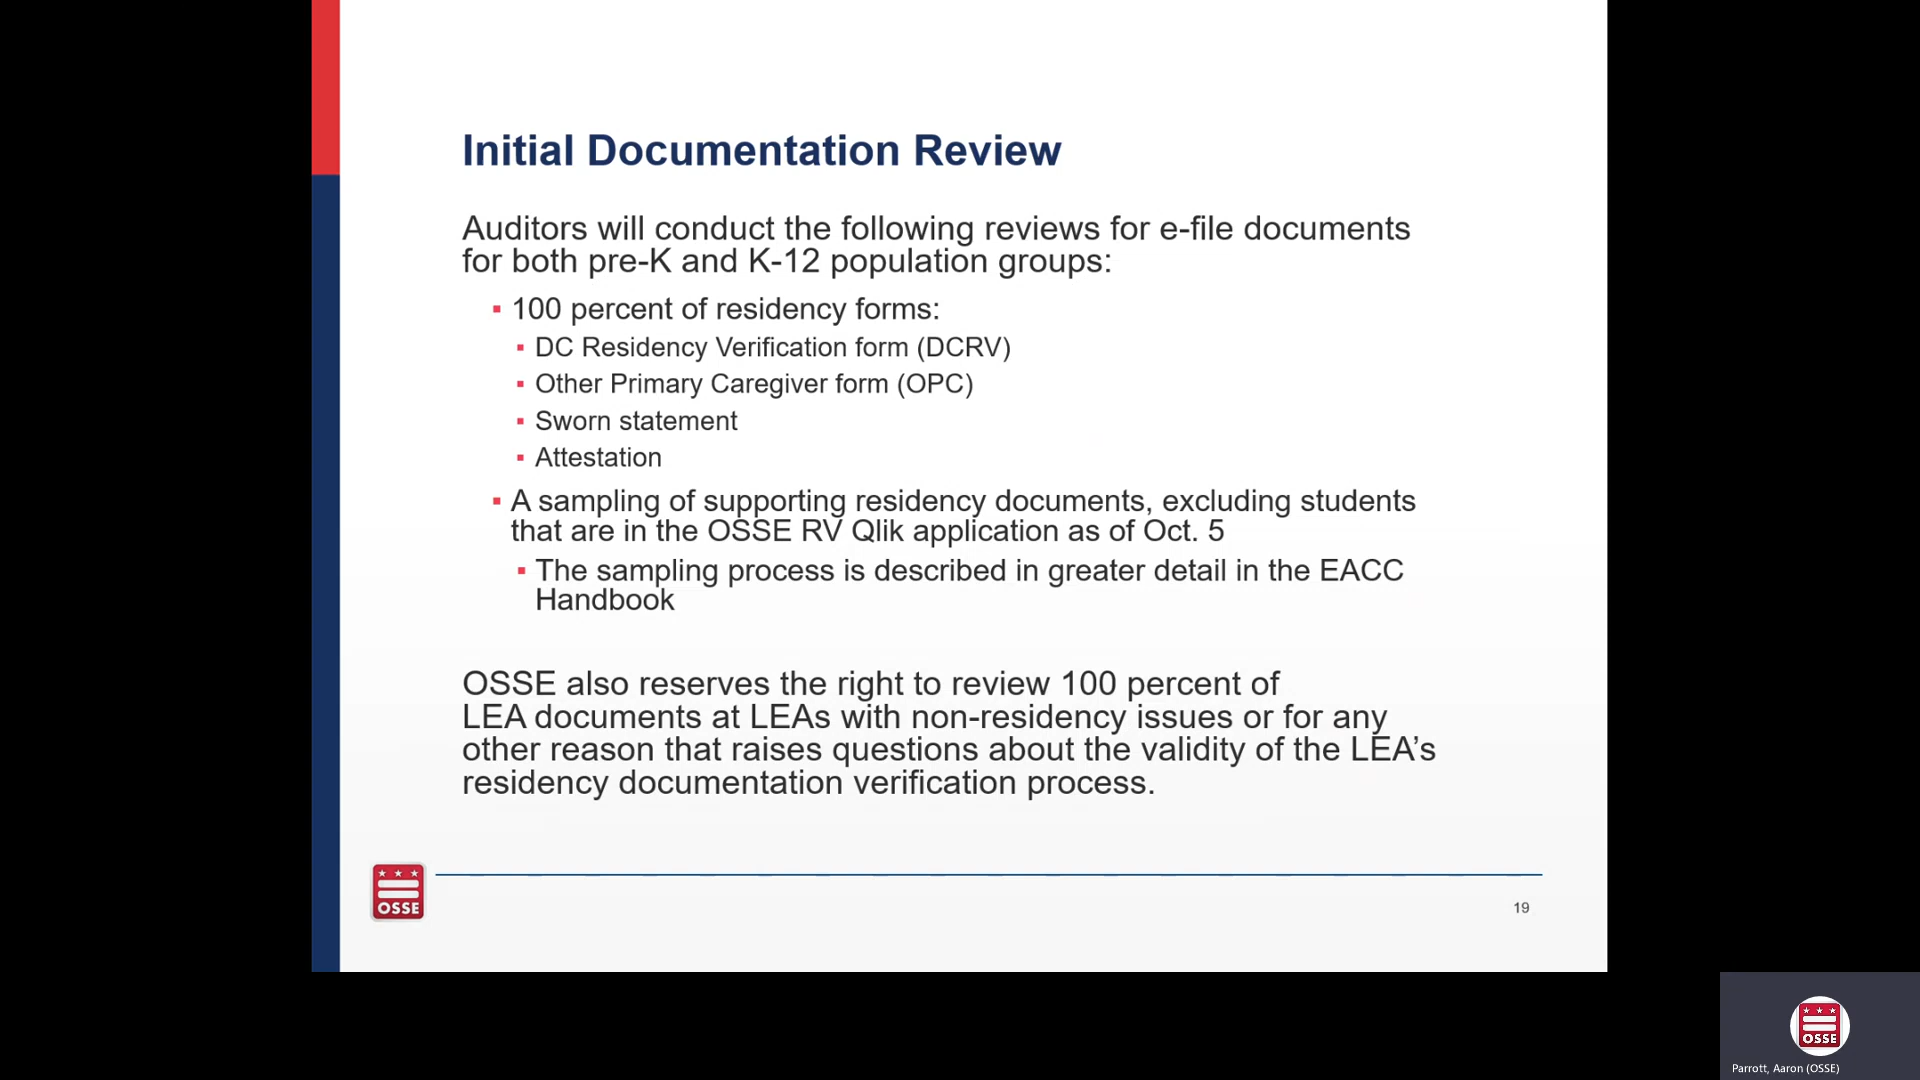 Initial Documentation Review
Auditors will conduct the following reviews for e-file documents
for both pre-K and K-12 population groups:
▪ 100 percent of residency forms:
▪ DC Residency Verification form (DCRV)
▪ Other Primary Caregiver form (OPC)
▪ Sworn statement
▪ Attestation
▪ A sampling of supporting residency documents, excluding students
that are in the OSSE RV Qlik application as of Oct. 5
▪ The sampling process is described in greater detail in the EACC
Handbook
OSSE also reserves the right to review 100 percent of
LEA documents at LEAs with non-residency issues or for any
other reason that raises questions about the validity of the LEA’s
residency documentation verification process.
OSSE
19
OSSE
Parrott, Aaron (OSSE)